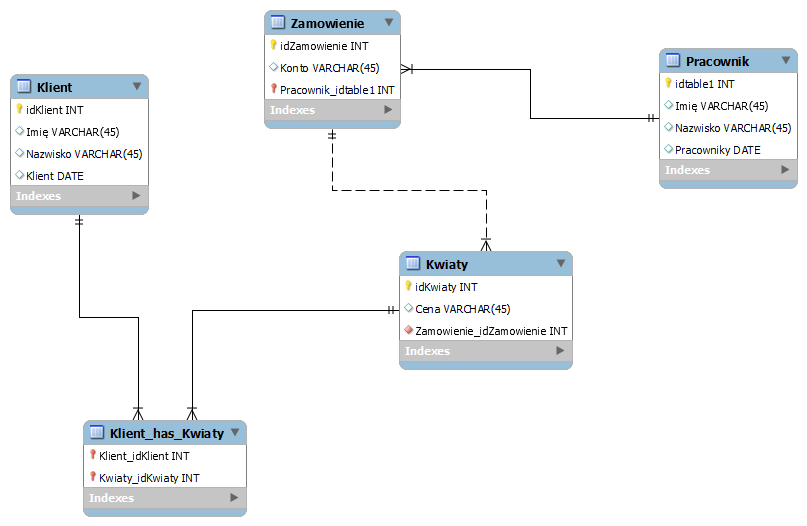 Zamowienie
idZamowienie INT
Konto VARCHAR(45)
Pracownik_idtable1 INT
Indexes
Pracownik
idtable1 INT
Imię VARCHAR(45)
Nazwisko VARCHAR(45)
Pracowniky DATE
Indexes
Klient
idKlient INT
Imię VARCHAR(45)
Nazwisko VARCHAR(45)
Klient DATE
Indexes
Kwiaty
idKwiaty INT
Cena VARCHAR(45)
Zamowienie_idZamowienie INT
Indexes
Klient_has_Kwiaty
Klient_idKlient INT
Kwiaty_idKwiaty INT
Indexes